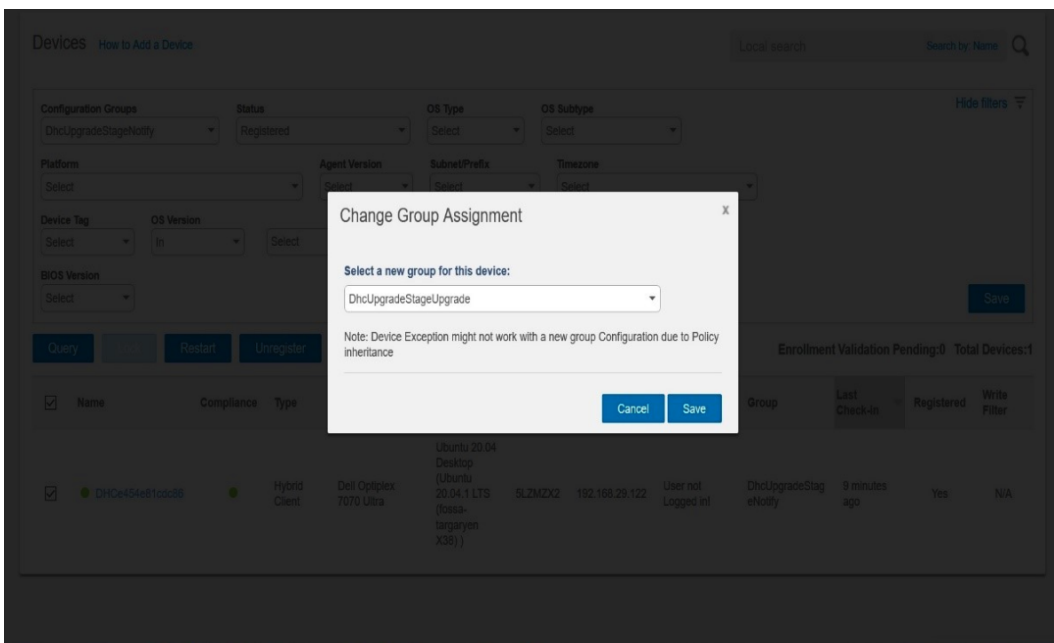 Devices How to Add a Device
Local search Search by: Name
Hide filters
Configuration Groups Status OS Type OS Subtype
DhcUpgradeStageNotify Registered Select Select
Platform Agent Version Subnet/Prefix Timezone
Select Select Select Select
Device Tag OS Version
Select In Select
BIOS Version
Select
Save
Change Group Assignment X
Select a new group for this device:
DhcUpgradeStageUpgrade
Note: Device Exception might not work with a new group Configuration due to Policy
inheritance
Cancel Save
Query Restart Unregister
Enrollment Validation Pending:0 Total Devices:1
Name Compliance Type Group Last Check-in Registered Write Filter
DHCe454e81cdc86 Hybrid Client Dell Optiplex 7070 Ultra
Ubuntu 20.04
Desktop
(Ubuntu
20.04.1 LTS
(fossa-
targaryen
X38) )
5LZMZX2 192.168.29.122 User not Logged in! DhcUpgradeStageNotify 9 minutes ago Yes N/A